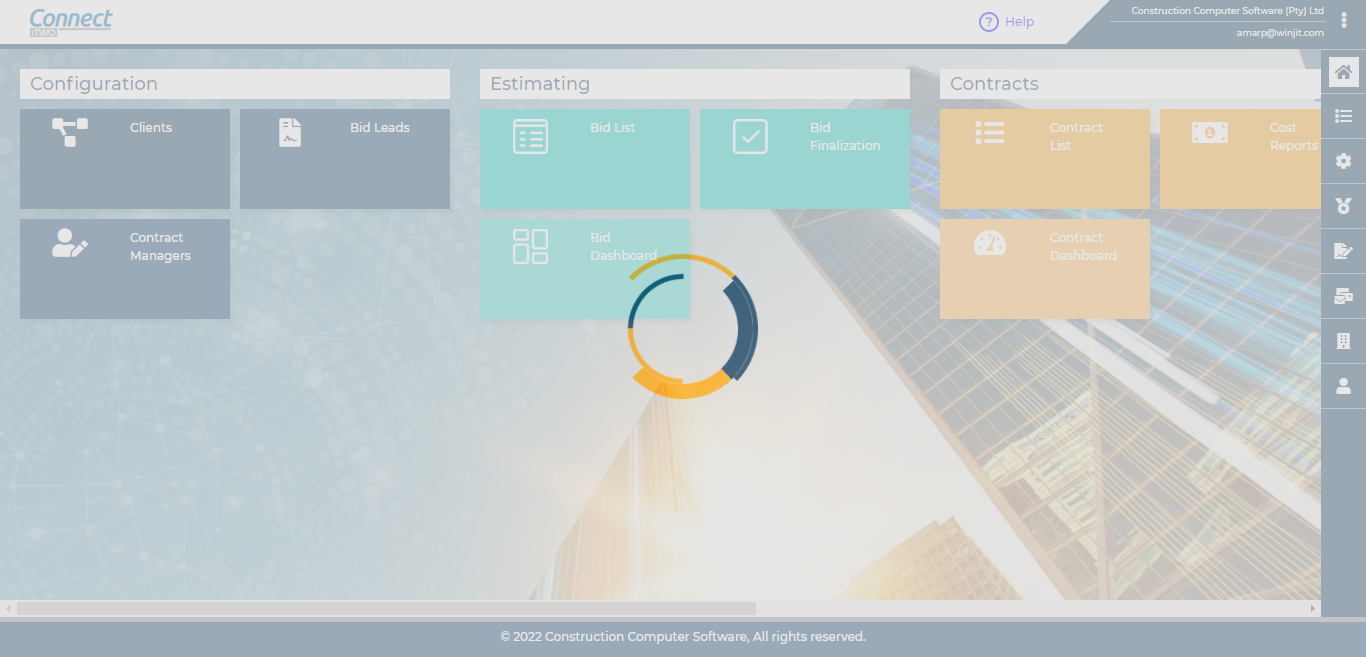 Connect
iTWO
? Help
Construction Computer Software (Pty) Ltd
amarp@winjit.com
Configuration
Estimating
Contracts
Clients
Bid Leads
Bid List
Bid
Finalization
Contract
List
Cost
Reports
Contract
Managers
Bid
Dashboard
Contract
Dashboard
© 2022 Construction Computer Software, All rights reserved.